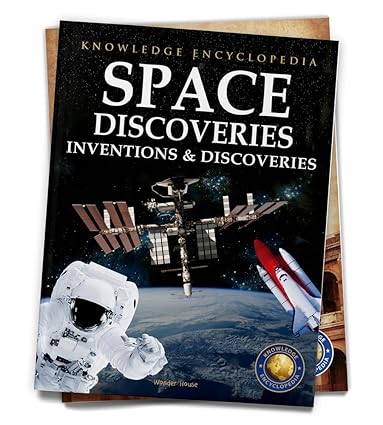 KNOWLEDGE ENCYCLOPEDIA
SPACE
DISCOVERIES
INVENTIONS & DISCOVERIES
KNOWLEDGE
ENCYCLOPEDIA
Wonder House